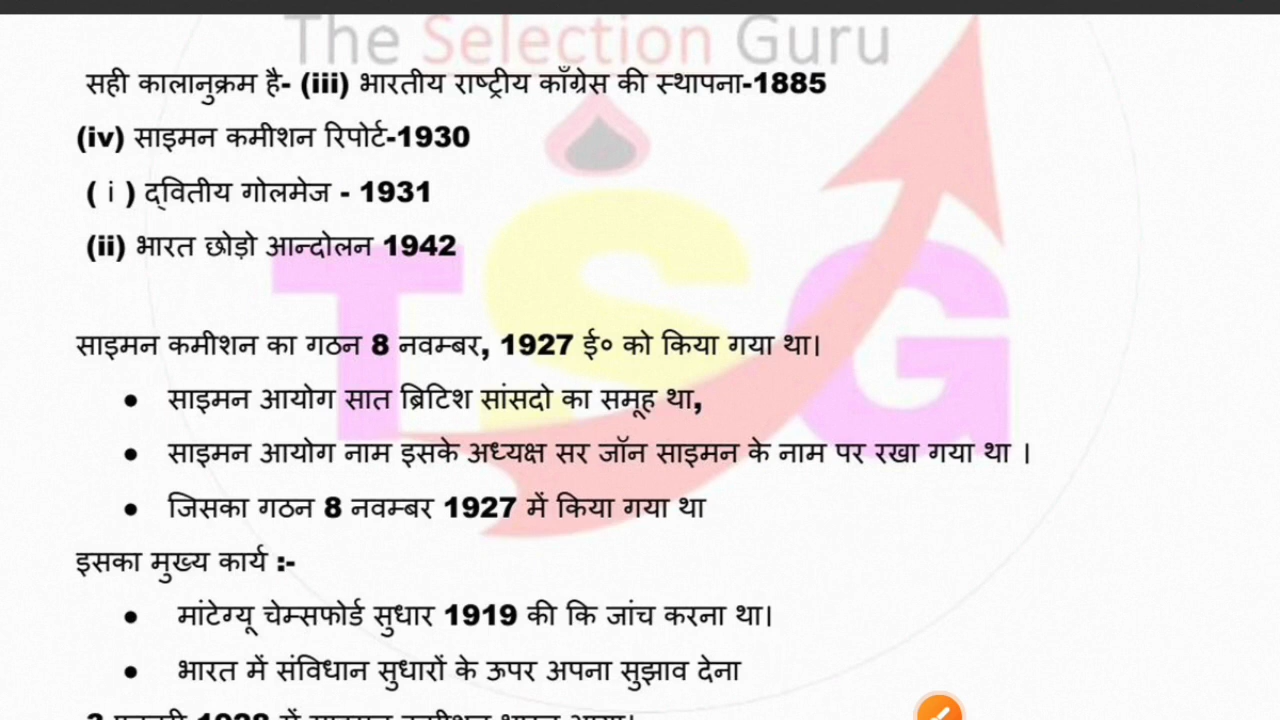 The Selection Guru
सही कालानुक्रम है- (iii) भारतीय राष्ट्रीय काँग्रेस की स्थापना-1885
(iv) साइमन कमीशन रिपोर्ट-1930
( i ) द्वितीय गोलमेज - 1931
(ii) भारत छोड़ो आन्दोलन 1942
TSG
साइमन कमीशन का गठन 8 नवम्बर, 1927 ई० को किया गया था।
● साइमन आयोग सात ब्रिटिश सांसदो का समूह था,
● साइमन आयोग नाम इसके अध्यक्ष सर जॉन साइमन के नाम पर रखा गया था ।
● जिसका गठन 8 नवम्बर 1927 में किया गया था
इसका मुख्य कार्य :-
● मांटेग्यू चेम्सफोर्ड सुधार 1919 की कि जांच करना था।
● भारत में संविधान सुधारों के ऊपर अपना सुझाव देना